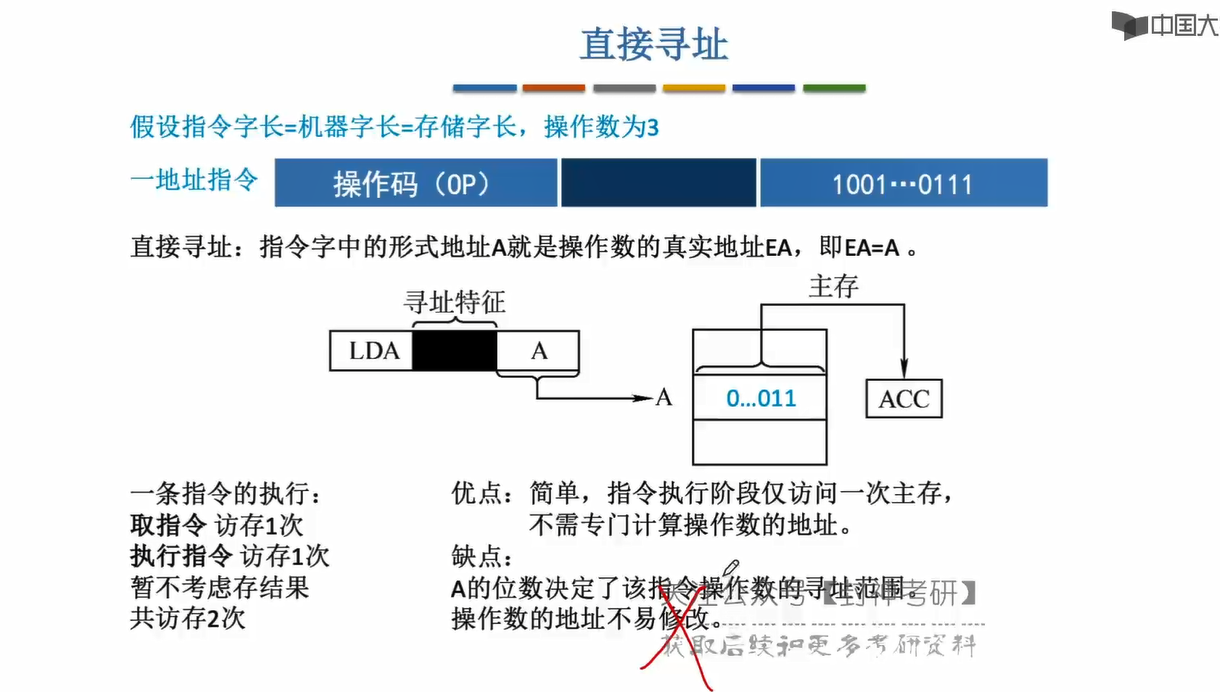 中国大
直接寻址
假设指令字长=机器字长=存储字长，操作数为3
一地址指令 操作码（OP） 1001…0111
直接寻址：指令字中的形式地址A就是操作数的真实地址EA，即EA=A 。
主存
寻址特征
LDA A
A 0…011 ACC
一条指令的执行：
取指令 访存1次
执行指令 访存1次
暂不考虑存结果
共访存2次
优点：简单，指令执行阶段仅访问一次主存，
不需专门计算操作数的地址。
缺点：
A的位数决定了该指令操作数的寻址范围。
操作数的地址不易修改。
关注公众号【封神考研】
获取后续和更多考研资料